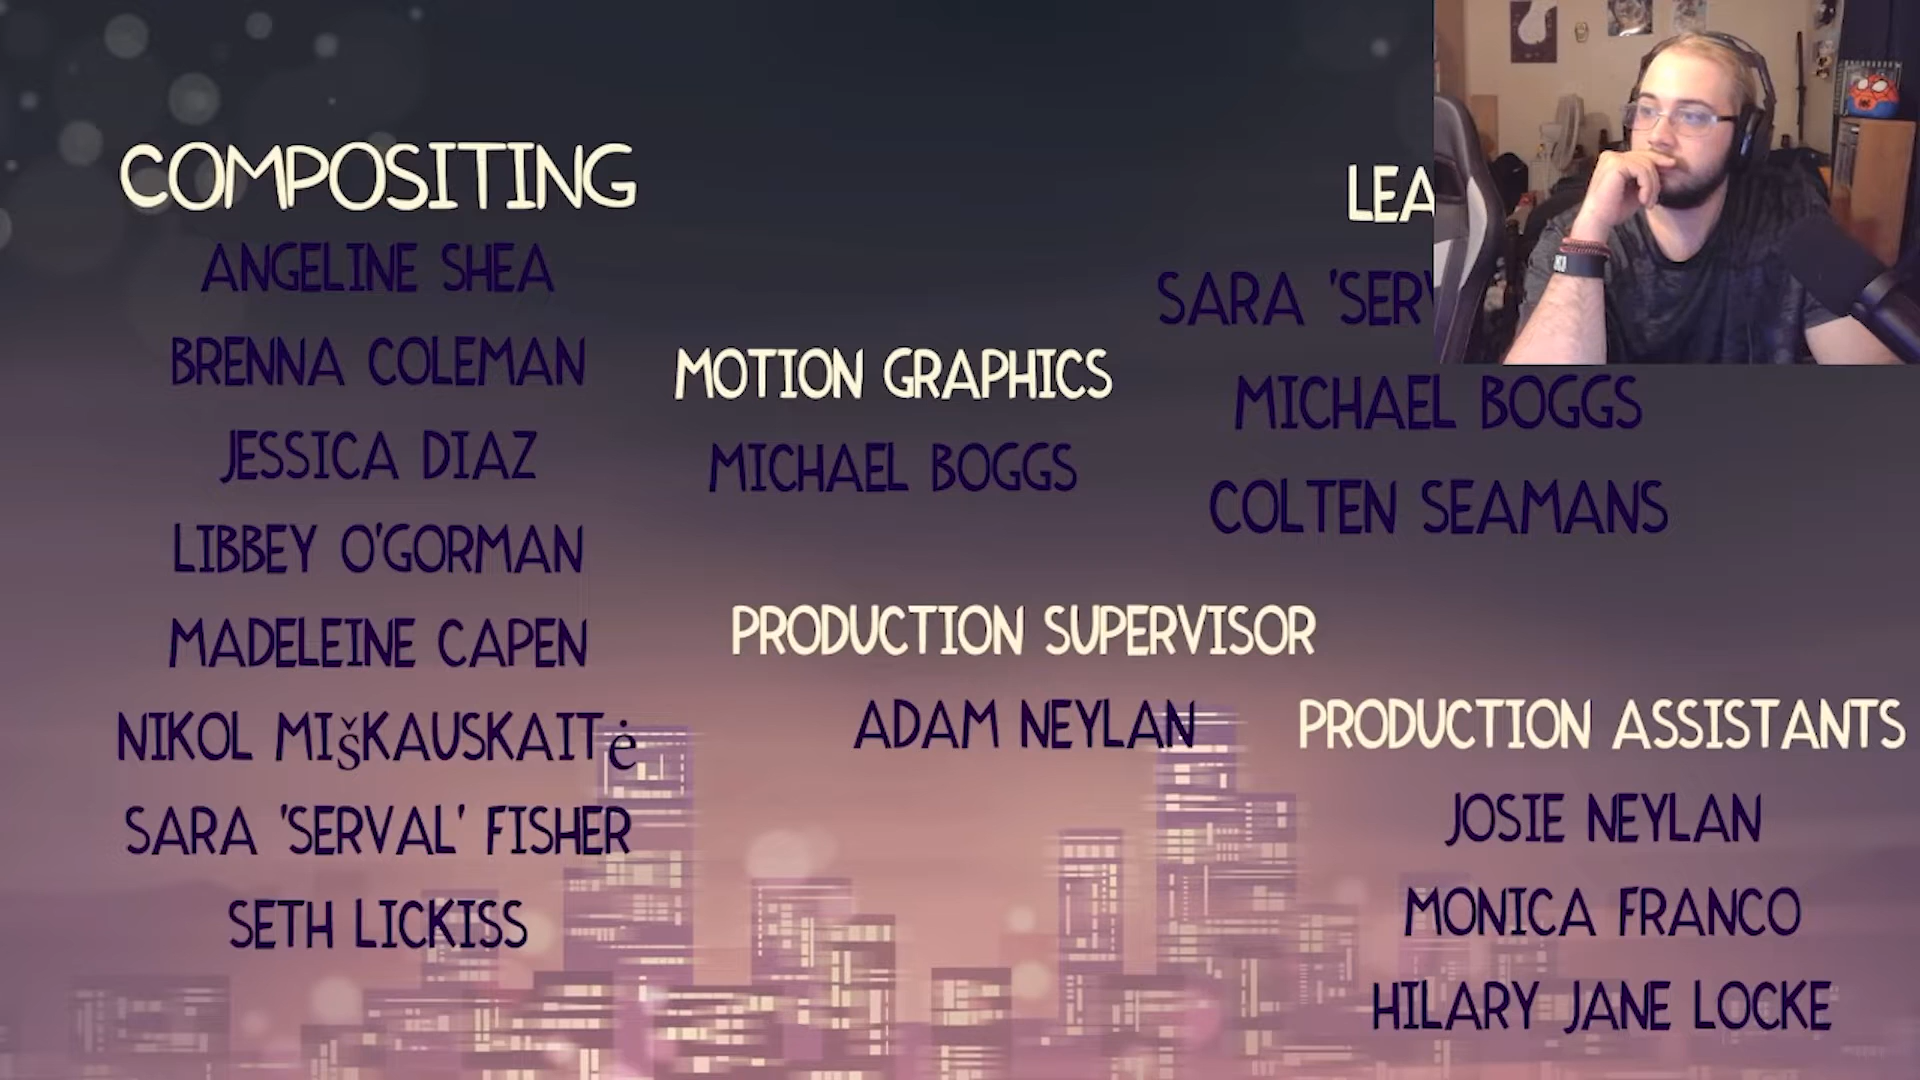 COMPOSITING
ANGELINE SHEA
BRENNA COLEMAN
JESSICA DIAZ
LIBBEY O'GORMAN
MADELEINE CAPEN
NIKOL MIšKAUSKAITė
SARA 'SERVAL' FISHER
SETH LICKISS
MOTION GRAPHICS
MICHAEL BOGGS
SARA
MICHAEL BOGGS
COLTEN SEAMANS
PRODUCTION SUPERVISOR
ADAM NEYLAN
PRODUCTION ASSISTANTS
JOSIE NEYLAN
MONICA FRANCO
HILARY JANE LOCKE